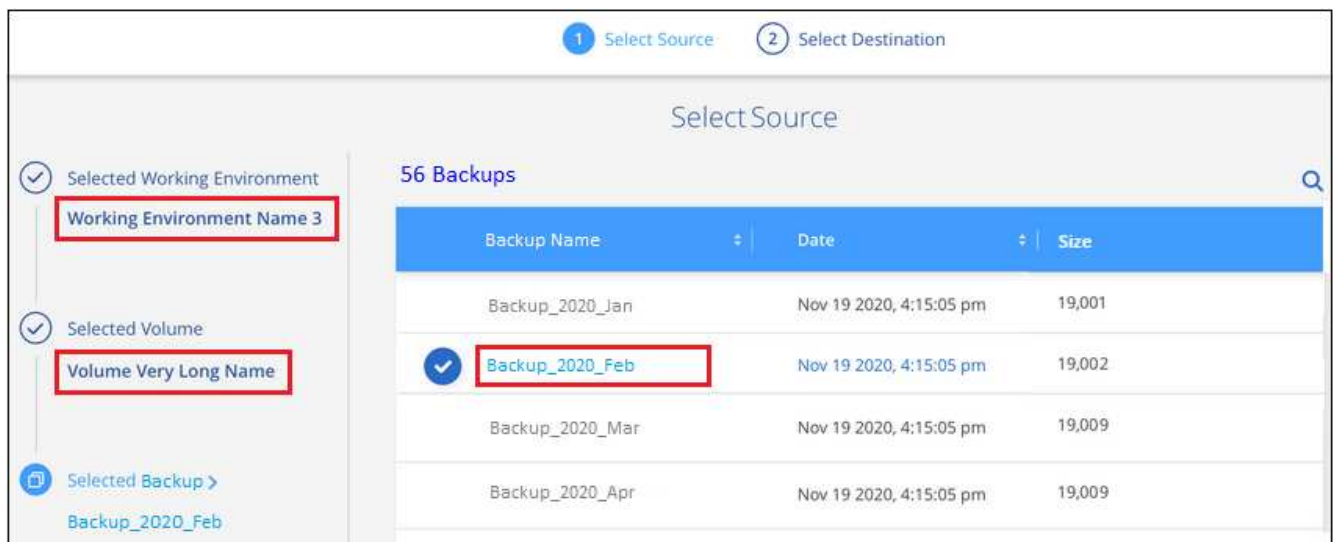 1 Select Source 2 Select Destination
Select Source
Selected Working Environment
Working Environment Name 3
Selected Volume
Volume Very Long Name
Selected Backup >
Backup_2020_Feb
56 Backups
Backup Name Date Size
Backup_2020_Jan Nov 19 2020, 4:15:05 pm 19,001
Backup_2020_Feb Nov 19 2020, 4:15:05 pm 19,002
Backup_2020_Mar Nov 19 2020, 4:15:05 pm 19,009
Backup_2020_Apr Nov 19 2020, 4:15:05 pm 19,009